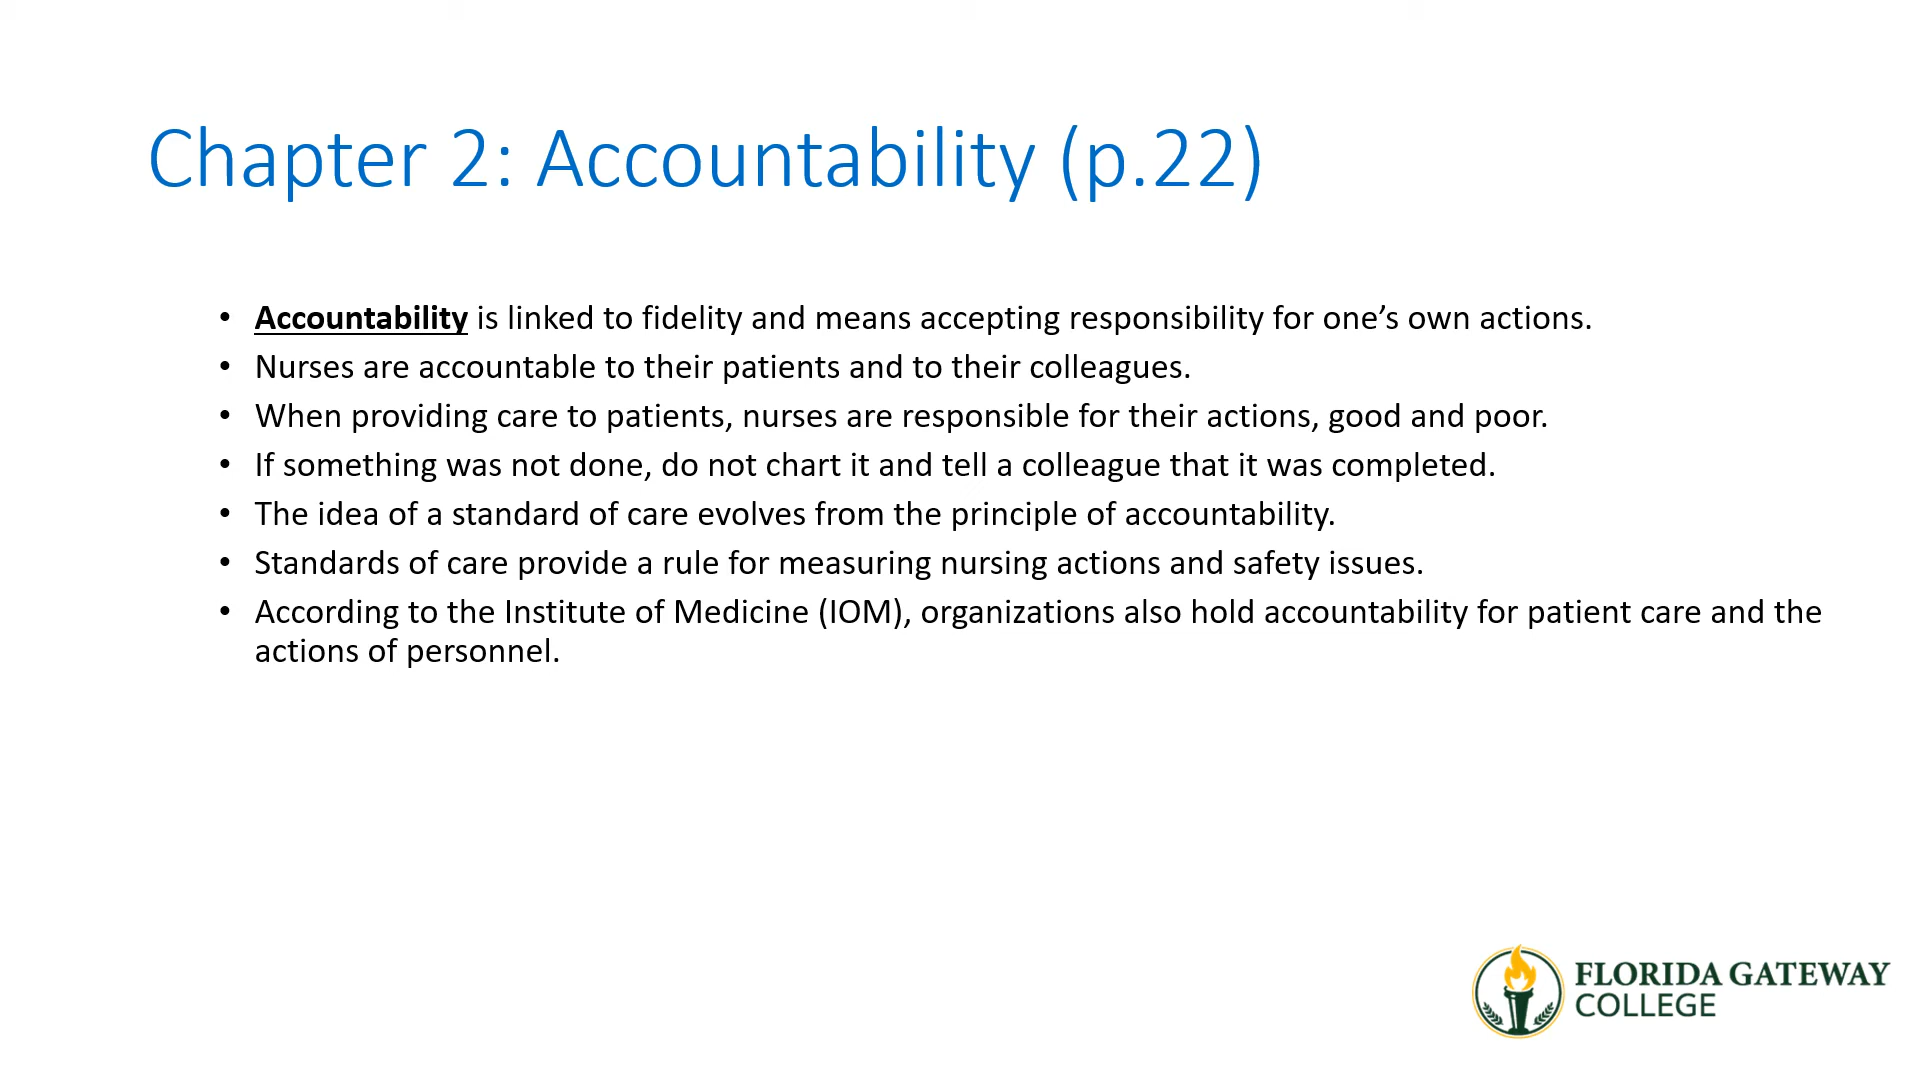 Chapter 2: Accountability (p.22)
• Accountability is linked to fidelity and means accepting responsibility for one’s own actions.
• Nurses are accountable to their patients and to their colleagues.
• When providing care to patients, nurses are responsible for their actions, good and poor.
• If something was not done, do not chart it and tell a colleague that it was completed.
• The idea of a standard of care evolves from the principle of accountability.
• Standards of care provide a rule for measuring nursing actions and safety issues.
• According to the Institute of Medicine (IOM), organizations also hold accountability for patient care and the
actions of personnel.
FLORIDA GATEWAY
COLLEGE